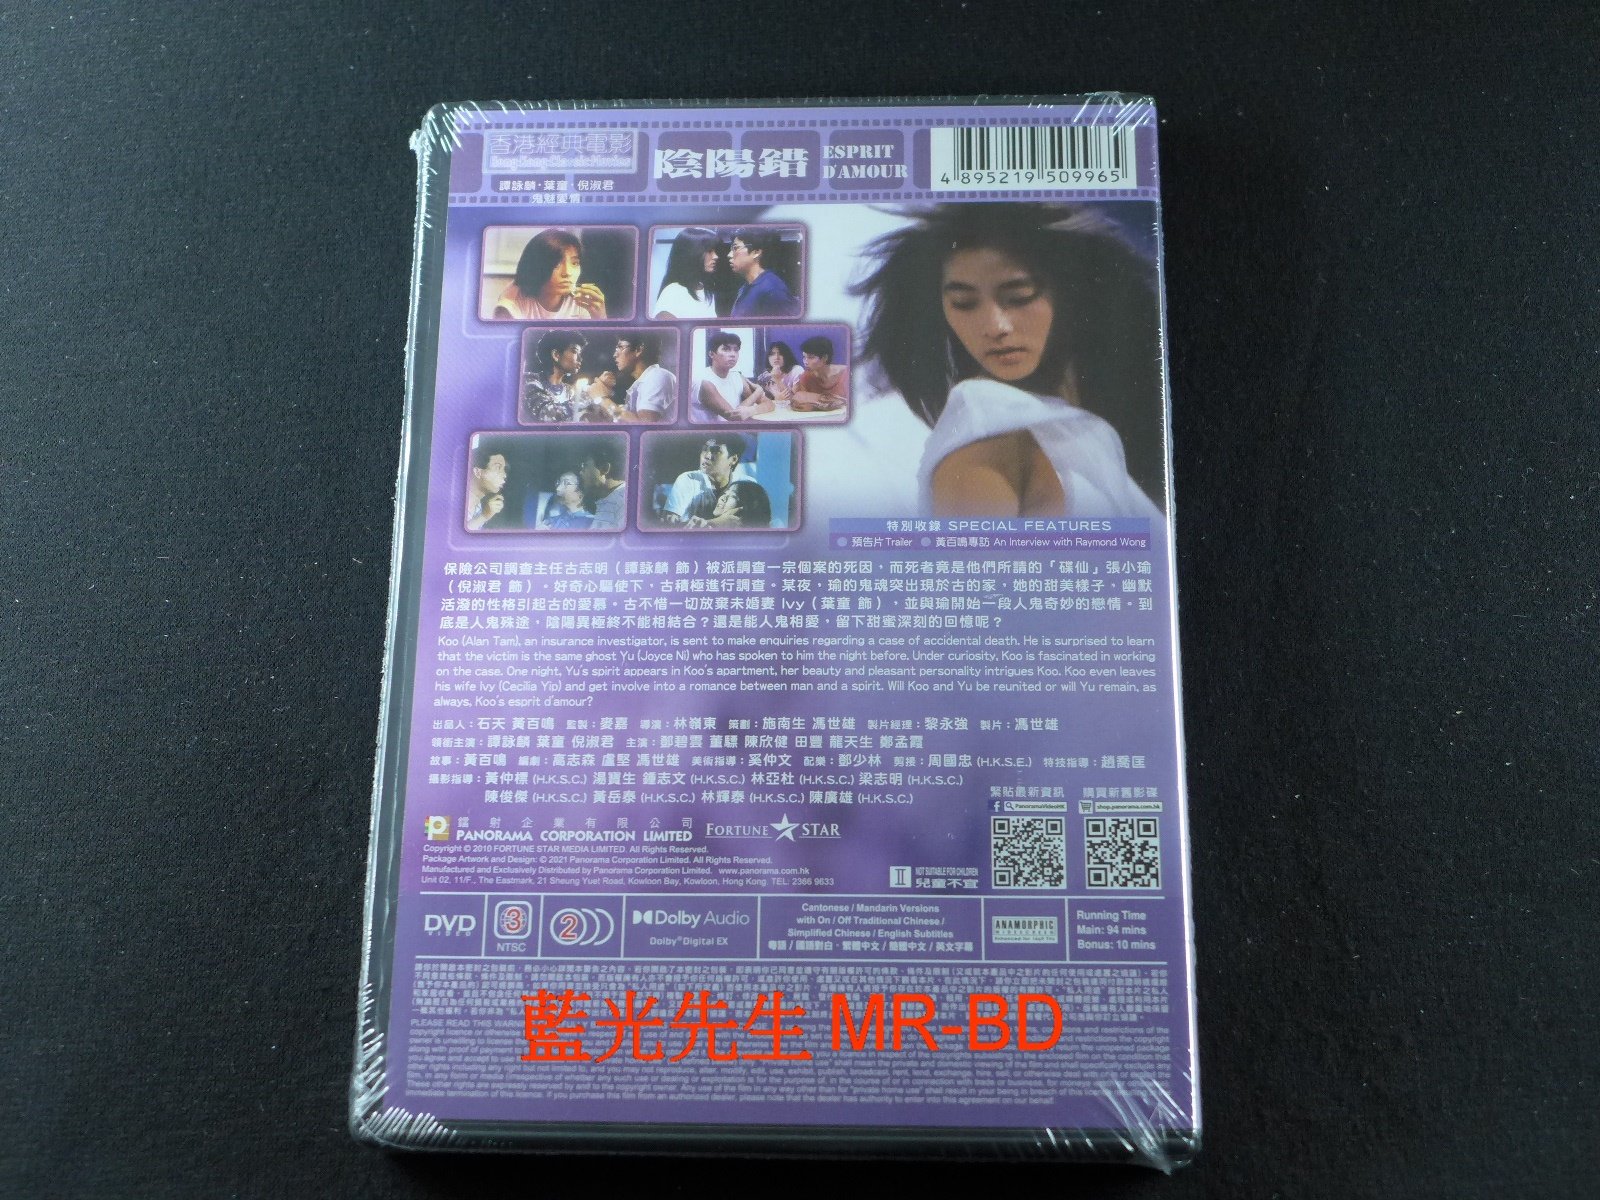 香港經典電影
Hong Kong Classic Movies
譚詠麟・葉童・倪淑君
鬼魅愛情
陰陽錯
ESPRIT
D'AMOUR
4 895219 509965
特別收錄 SPECIAL FEATURES
預告片 Trailer 黃百鳴專訪 An Interview with Raymond Wong
保險公司調查主任古志明（譚詠麟 飾）被派調查一宗個案的死因，而死者竟是他們所請的「碟仙」張小瑜
（倪淑君 飾）。好奇心驅使下，古積極進行調查。某夜，瑜的鬼魂突出現於古的家，她的甜美樣子，幽默
活潑的性格引起古的愛慕。古不惜一切放棄未婚妻 Ivy（葉童 飾），並與瑜開始一段人鬼奇妙的戀情。到
底是人鬼殊途，陰陽異極終不能相結合？還是能人鬼相愛，留下甜蜜深刻的回憶呢？
Koo (Alan Tam), an insurance investigator, is sent to make enquiries regarding a case of accidental death. He is surprised to learn
that the victim is the same ghost Yu (Joyce Ni) who has spoken to him the night before. Under curiosity, Koo is fascinated in working
on the case. One night, Yu's spirit appears in Koo's apartment, her beauty and pleasant personality intrigues Koo. Koo even leaves
his wife Ivy (Cecilia Yip) and get involve into a romance between man and a spirit. Will Koo and Yu be reunited or will Yu remain, as
always, Koo's esprit d'amour?
出品人：石天 黃百鳴 監製：麥嘉 導演：林嶺東 策劃：施南生 馮世雄 製片經理：黎永強 製片：馮世雄
領銜主演：譚詠麟 葉童 倪淑君 主演：鄭碧雲 董驃 陳欣健 田豐 龍天生 鄭孟霞
故事：黃百鳴 編劇：高志森 盧堅 馮世雄 美術指導：奚仲文 配樂：鄭少林 剪接：周國忠 (H.K.S.E.) 特技指導：趙喬匡
攝影指導：黃仲標 (H.K.S.C.) 湯寶生 鍾志文 (H.K.S.C.) 林亞杜 (H.K.S.C.) 梁志明 (H.K.S.C.)
陳俊傑 (H.K.S.C.) 黃岳泰 (H.K.S.C.) 林輝泰 (H.K.S.C.) 陳廣雄 (H.K.S.C.)
緊貼最新資訊
PanoramaVideoHK
購買新舊影碟
shop.panorama.com.hk
鐳射企業有限公司
PANORAMA CORPORATION LIMITED
FORTUNE STAR
Copyright © 2010 FORTUNE STAR MEDIA LIMITED. All Rights Reserved.
Package Artwork and Design: © 2021 Panorama Corporation Limited. All Rights Reserved.
Manufactured and Exclusively Distributed by Panorama Corporation Limited. www.panorama.com.hk
Unit 02, 11/F., The Eastmark, 21 Sheung Yuet Road, Kowloon Bay, Kowloon, Hong Kong. TEL: 2366 9633
II
NOT SUITABLE FOR CHILDREN
兒童不宜
DVD
VIDEO
3
NTSC
2
Dolby Audio
Dolby Digital EX
Cantonese / Mandarin Versions
with On / Off Traditional Chinese /
Simplified Chinese / English Subtitles
粵語 / 國語對白・繁體中文 / 簡體中文 / 英文字幕
ANAMORPHIC
WIDESCREEN
Enhanced for 16x9 TVs
Running Time
Main: 94 mins
Bonus: 10 mins
藍光先生 MR-BD